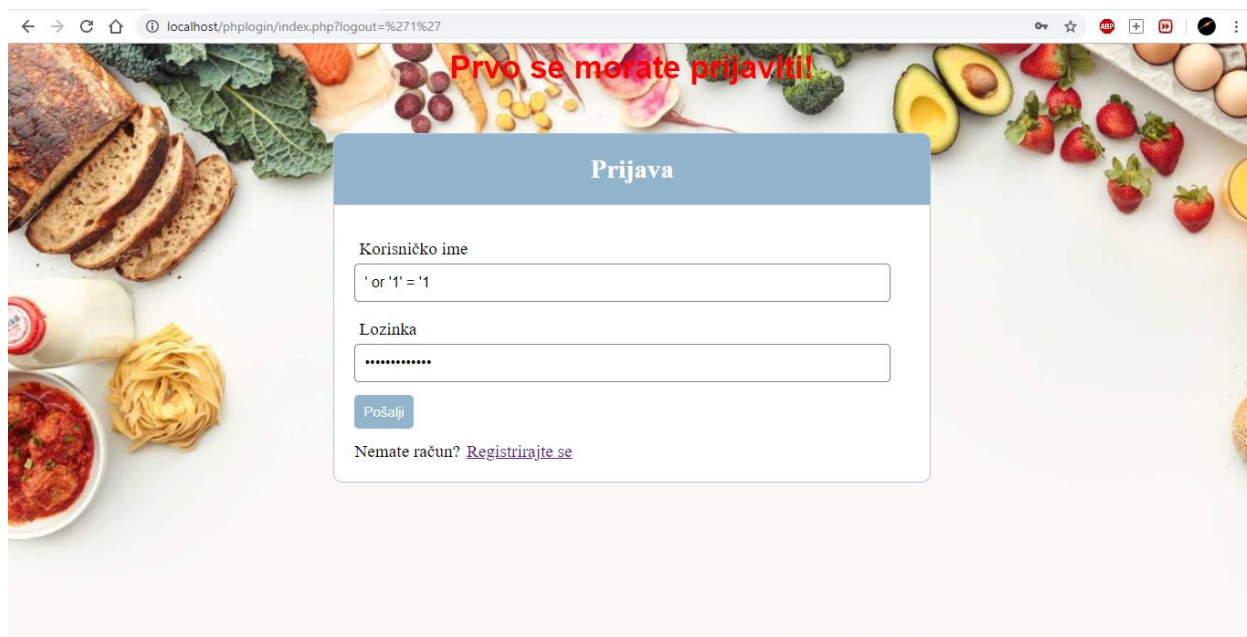 localhost/phplogin/index.php?logout=%271%27
ABP
Prvo se morate prijaviti!
Prijava
Korisničko ime
' or '1' = '1
Lozinka
•••••••••••••
Pošalji
Nemate račun? Registrirajte se